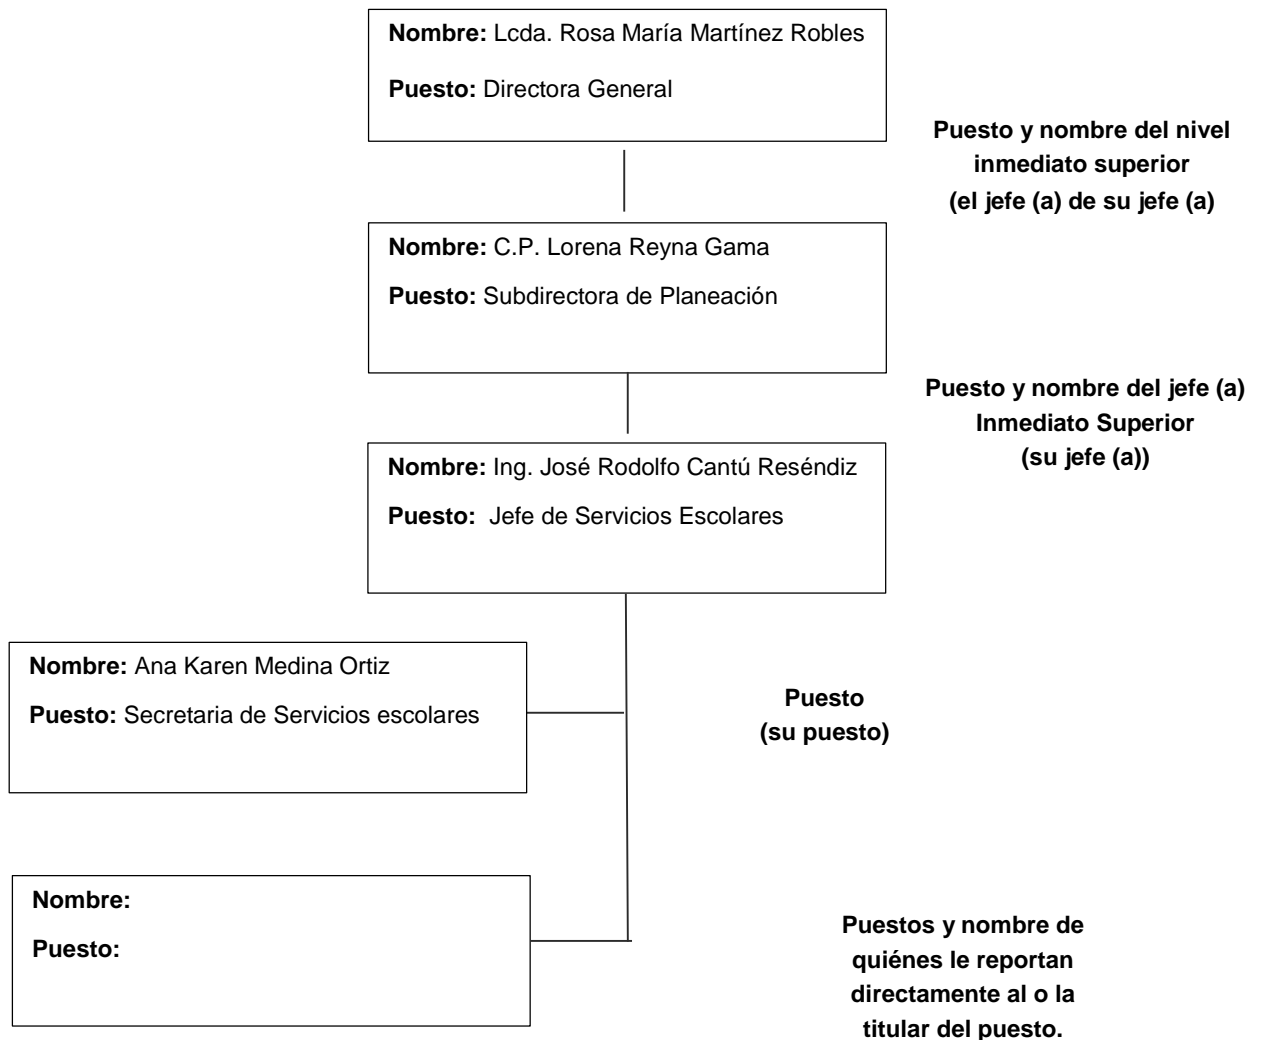 Nombre: Lcda. Rosa María Martínez Robles
Puesto: Directora General
Puesto y nombre del nivel
inmediato superior
(el jefe (a) de su jefe (a)
Nombre: C.P. Lorena Reyna Gama
Puesto: Subdirectora de Planeación
Puesto y nombre del jefe (a)
Inmediato Superior
(su jefe (a))
Nombre: Ing. José Rodolfo Cantú Reséndiz
Puesto: Jefe de Servicios Escolares
Nombre: Ana Karen Medina Ortiz
Puesto: Secretaria de Servicios escolares
Puesto
(su puesto)
Nombre:
Puesto:
Puestos y nombre de
quiénes le reportan
directamente al o la
titular del puesto.